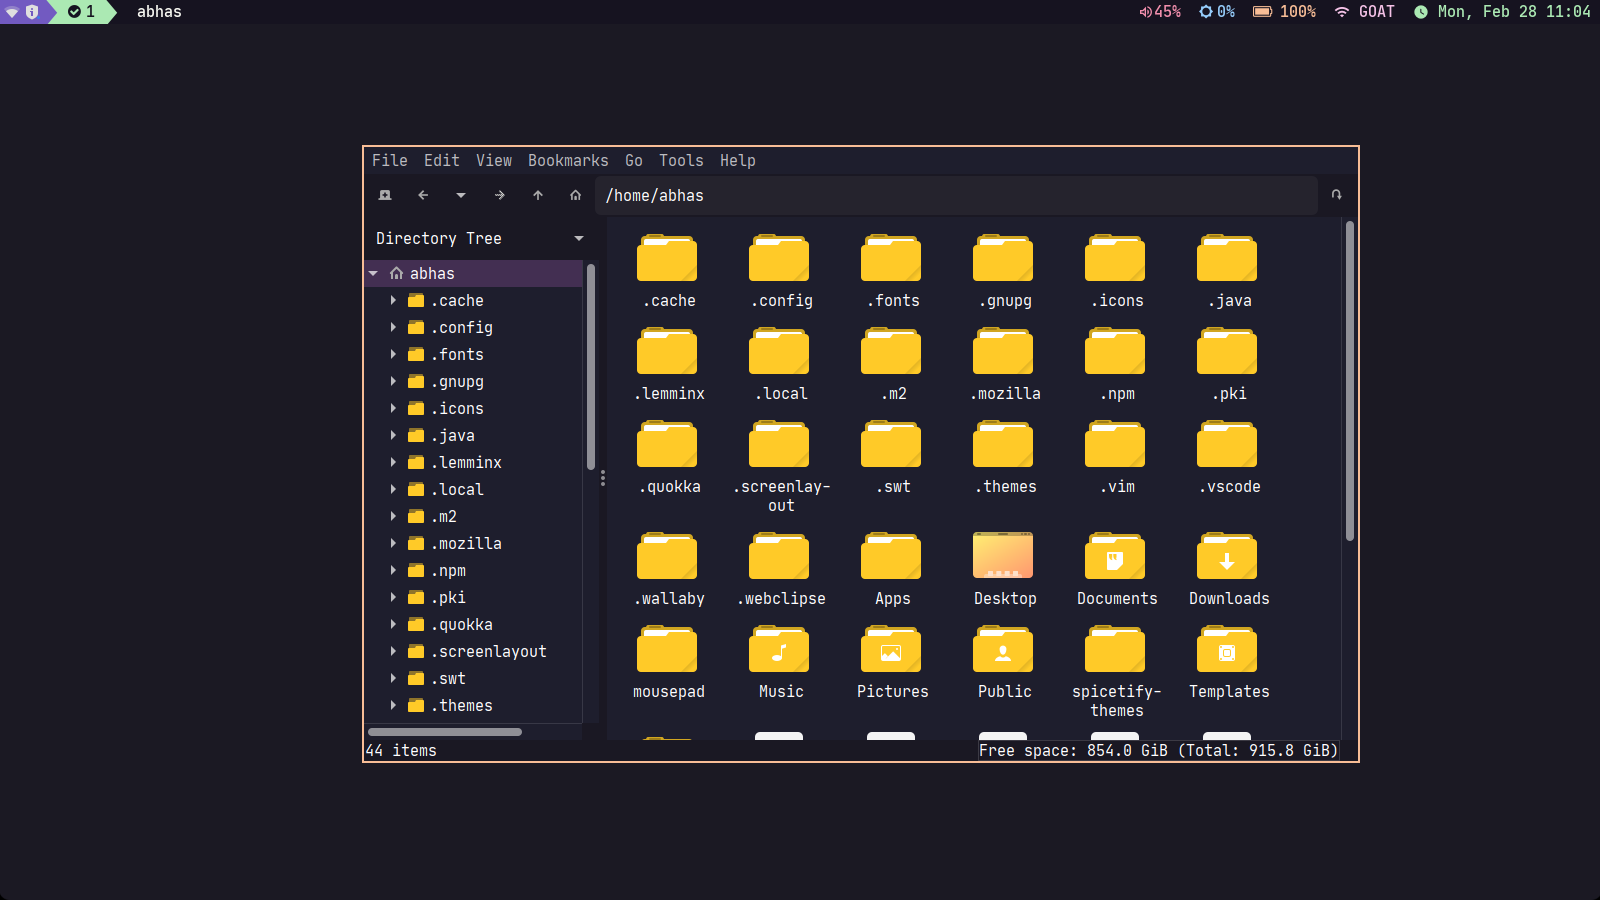 1 abhas 45% 0% 100% GOAT Mon, Feb 28 11:04
File Edit View Bookmarks Go Tools Help
/home/abhas
Directory Tree
abhas
.cache
.config
.fonts
.gnupg
.icons
.java
.lemminx
.local
.m2
.mozilla
.npm
.pki
.quokka
.screenlayout
.swt
.themes
.cache .config .fonts .gnupg .icons .java
.lemminx .local .m2 .mozilla .npm .pki
.quokka .screenlay- .swt .themes .vim .vscode
out
.wallaby .webclipse Apps Desktop Documents Downloads
mousepad Music Pictures Public spicetify- Templates
themes
44 items Free space: 854.0 GiB (Total: 915.8 GiB)